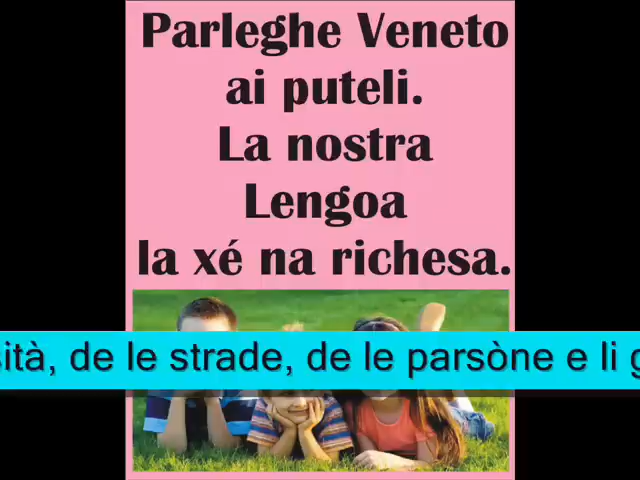 Parleghe Veneto
ai puteli.
La nostra
Lengoa
la xé na richesa.
sità, de le strade, de le parsòne e li g